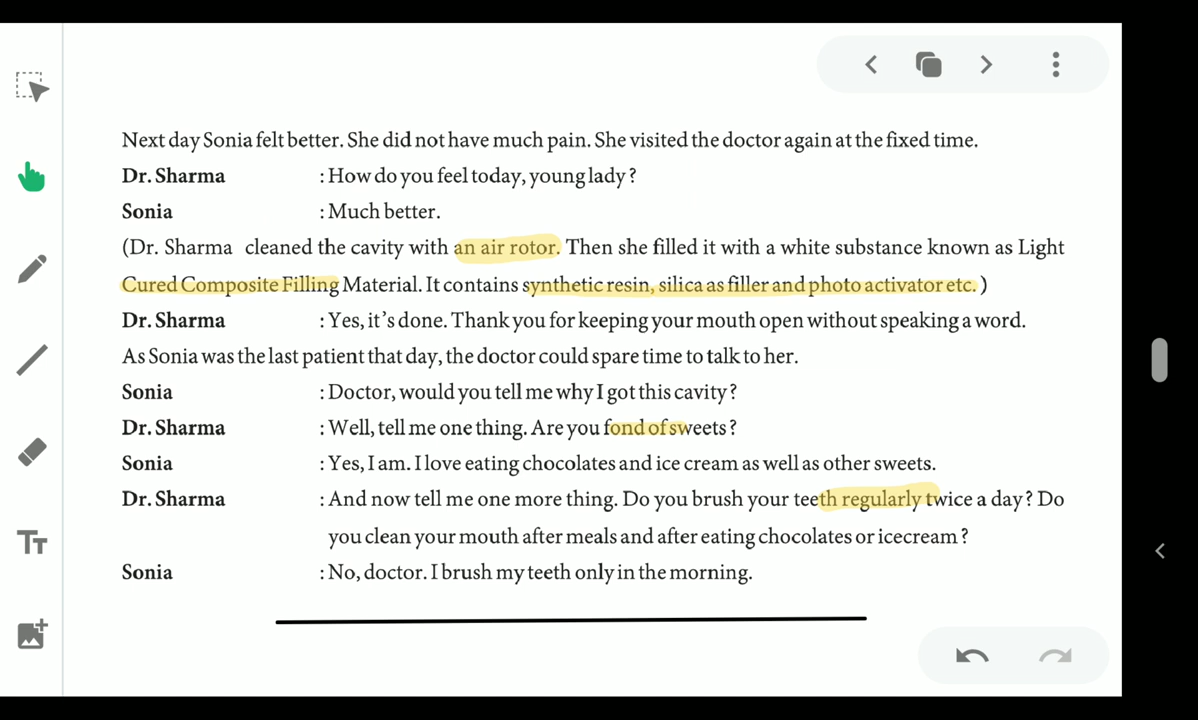 Next day Sonia felt better. She did not have much pain. She visited the doctor again at the fixed time.
Dr. Sharma : How do you feel today, young lady?
Sonia : Much better.
(Dr. Sharma cleaned the cavity with an air rotor. Then she filled it with a white substance known as Light
Cured Composite Filling Material. It contains synthetic resin, silica as filler and photo activator etc.)
Dr. Sharma : Yes, it's done. Thank you for keeping your mouth open without speaking a word.
As Sonia was the last patient that day, the doctor could spare time to talk to her.
Sonia : Doctor, would you tell me why I got this cavity?
Dr. Sharma : Well, tell me one thing. Are you fond of sweets?
Sonia : Yes, I am. I love eating chocolates and ice cream as well as other sweets.
Dr. Sharma : And now tell me one more thing. Do you brush your teeth regularly twice a day? Do
you clean your mouth after meals and after eating chocolates or icecream?
Sonia : No, doctor. I brush my teeth only in the morning.
TT